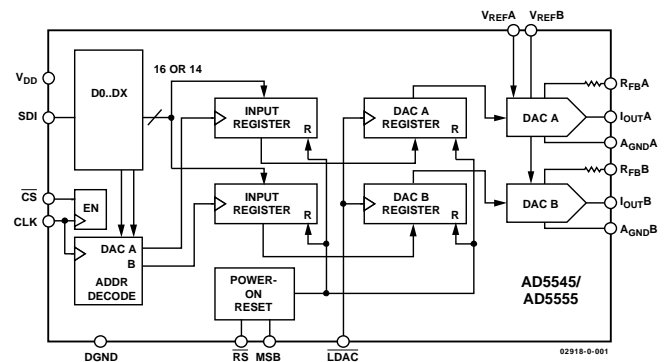 VREFA VREFB
VDD
D0..DX
16 OR 14
SDI
INPUT
REGISTER
R
DAC A
REGISTER
R
DAC A
RFBA
IOUTA
AGNDA
CS
EN
CLK
DAC A
B
ADDR
DECODE
INPUT
REGISTER
R
DAC B
REGISTER
R
DAC B
RFBB
IOUTB
AGNDB
POWER-
ON
RESET
AD5545/
AD5555
DGND
RS
MSB
LDAC
02918-0-001